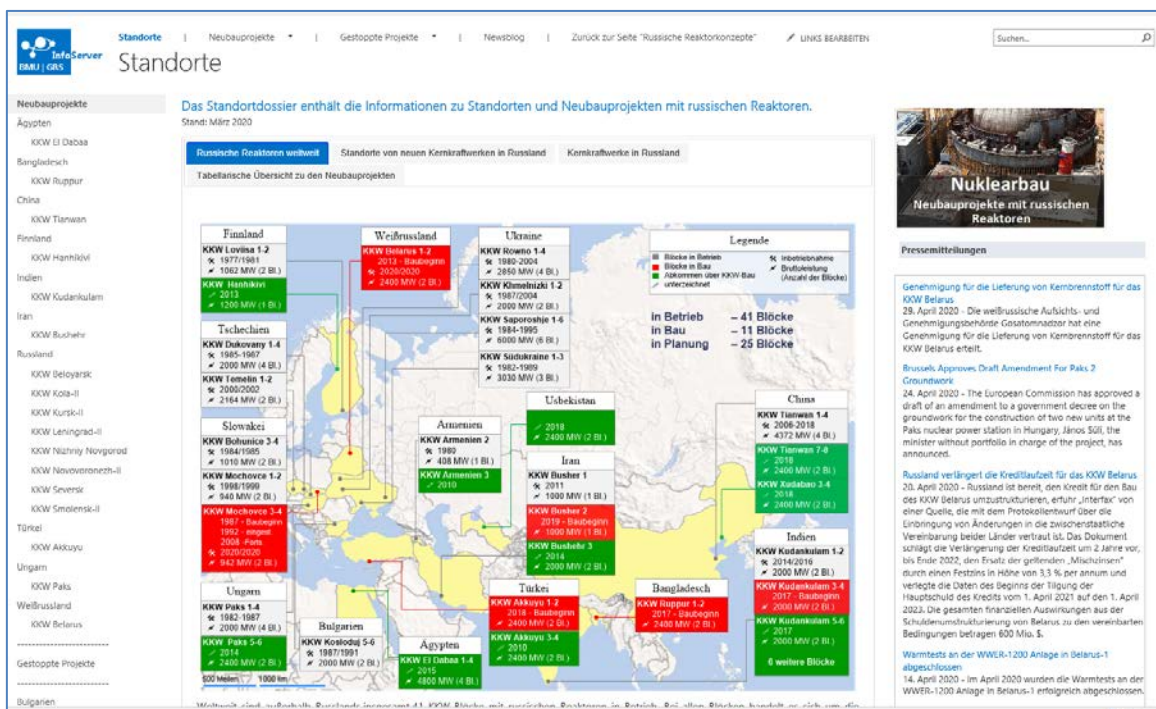 InfoServer
BMU | GRS
Standorte | Neubauprojekte | Gestoppte Projekte | Newsblog | Zurück zur Seite "Russische Reaktorkonzepte" LINKS BEARBEITEN
Suchen...
Standorte
Neubauprojekte
Ägypten
KKW El Dabaa
Bangladesch
KKW Ruppur
China
KKW Tianwan
Finnland
KKW Hanhikivi
Indien
KKW Kudankulam
Iran
KKW Bushehr
Russland
KKW Beloyarsk
KKW Kola-II
KKW Kursk-II
KKW Leningrad-II
KKW Nizhniy Novgorod
KKW Novovoronezh-II
KKW Seversk
KKW Smolensk-II
Türkei
KKW Akkuyu
Ungarn
KKW Paks
Weißrussland
KKW Belarus
-------------------------
Gestoppte Projekte
-------------------------
Bulgarien
Das Standortdossier enthält die Informationen zu Standorten und Neubauprojekten mit russischen Reaktoren.
Stand: März 2020
Russische Reaktoren weltweit
Standorte von neuen Kernkraftwerken in Russland
Kernkraftwerke in Russland
Tabellarische Übersicht zu den Neubauprojekten
Finnland
KKW Loviisa 1-2
1977/1981
1062 MW (2 Bl.)
KKW Hanhikivi
2013
1200 MW (1 Bl.)
Tschechien
KKW Dukovany 1-4
1985-1987
2000 MW (4 Bl.)
KKW Temelin 1-2
2000/2002
2164 MW (2 Bl.)
Slowakei
KKW Bohunice 3-4
1984/1985
1010 MW (2 Bl.)
KKW Mochovce 1-2
1998/1999
940 MW (2 Bl.)
KKW Mochovce 3-4
1987 - Baubeginn
1992 - eingest.
2008 -Forts
2020/2020
942 MW (2 Bl.)
Ungarn
KKW Paks 1-4
1982-1987
2000 MW (4 Bl.)
KKW Paks 5-6
2014
2400 MW (2 Bl.)
500 Meilen 1000 km
Weißrussland
KKW Belarus 1-2
2013 - Baubeginn
2020/2020
2400 MW (2 Bl.)
Ukraine
KKW Rowno 1-4
1980-2004
2850 MW (4 Bl.)
KKW Khmelnizki 1-2
1987/2004
2000 MW (2 Bl.)
KKW Saporoshje 1-6
1984-1995
6000 MW (6 Bl.)
KKW Südukraine 1-3
1982-1989
3030 MW (3 Bl.)
Legende
Blöcke in Betrieb
Blöcke in Bau
Abkommen über KKW-Bau
unterzeichnet
Inbetriebnahme
Bruttoleistung
(Anzahl der Blöcke)
in Betrieb – 41 Blöcke
in Bau – 11 Blöcke
in Planung – 25 Blöcke
Usbekistan
2018
2400 MW (2 Bl.)
Armenien
KKW Armenien 2
1980
408 MW (1 Bl.)
KKW Armenien 3
2010
Iran
KKW Busher 1
2011
1000 MW (1 Bl.)
KKW Busher 2
2019 - Baubeginn
1000 MW (1 Bl.)
KKW Bushehr 3
2014
2000 MW (2 Bl.)
China
KKW Tianwan 1-4
2006-2018
4372 MW (4 Bl.)
KKW Tianwan 7-8
2018
2400 MW (2 Bl.)
KKW Xudabao 3-4
2018
2400 MW (2 Bl.)
Indien
KKW Kudankulam 1-2
2014/2016
2000 MW (2 Bl.)
KKW Kudankulam 3-4
2017 - Baubeginn
2000 MW (2 Bl.)
KKW Kudankulam 5-6
2017
2000 MW (2 Bl.)
6 weitere Blöcke
Bulgarien
KKW Kosloduj 5-6
1987/1991
2000 MW (2 Bl.)
Ägypten
KKW El Dabaa 1-4
2015
4800 MW (4 Bl.)
Türkei
KKW Akkuyu 1-2
2018 - Baubeginn
2400 MW (2 Bl.)
KKW Akkuyu 3-4
2010
2400 MW (2 Bl.)
Bangladesch
KKW Ruppur 1-2
2017 - Baubeginn
2400 MW (2 Bl.)
Weltweit sind außerhalb Russlands insgesamt 41 KKW-Blöcke mit russischen Reaktoren in Betrieb. Bei allen Blöcken handelt es sich um die
Nuklearbau
Neubauprojekte mit russischen
Reaktoren
Pressemitteilungen
Genehmigung für die Lieferung von Kernbrennstoff für das
KKW Belarus
29. April 2020 - Die weißrussische Aufsichts- und
Genehmigungsbehörde Gosatomnadzor hat eine
Genehmigung für die Lieferung von Kernbrennstoff für das
KKW Belarus erteilt.
Brussels Approves Draft Amendment For Paks 2
Groundwork
24. April 2020 - The European Commission has approved a
draft of an amendment to a government decree on the
groundwork for the construction of two new units at the
Paks nuclear power station in Hungary, János Süli, the
minister without portfolio in charge of the project, has
announced.
Russland verlängert die Kreditlaufzeit für das KKW Belarus
20. April 2020 - Russland ist bereit, den Kredit für den Bau
des KKW Belarus umzustrukturieren, erfuhr „Interfax" von
einer Quelle, die mit dem Protokollentwurf über die
Einbringung von Änderungen in die zwischenstaatliche
Vereinbarung beider Länder vertraut ist. Das Dokument
schlägt die Verlängerung der Kreditlaufzeit um 2 Jahre vor,
bis Ende 2022, den Ersatz der geltenden „Mischzinsen"
durch einen Festzins in Höhe von 3,3 % per annum und
verlegte die Daten des Beginns der Tilgung der
Hauptschuld des Kredits vom 1. April 2021 auf den 1. April
2023. Die gesamten finanziellen Auswirkungen aus der
Schuldenumstrukturierung von Belarus zu den vereinbarten
Bedingungen betragen 600 Mio. $.
Warmtests an der WWER-1200 Anlage in Belarus-1
abgeschlossen
14. April 2020 - Im April 2020 wurden die Warmtests an der
WWER-1200 Anlage in Belarus-1 erfolgreich abgeschlossen.